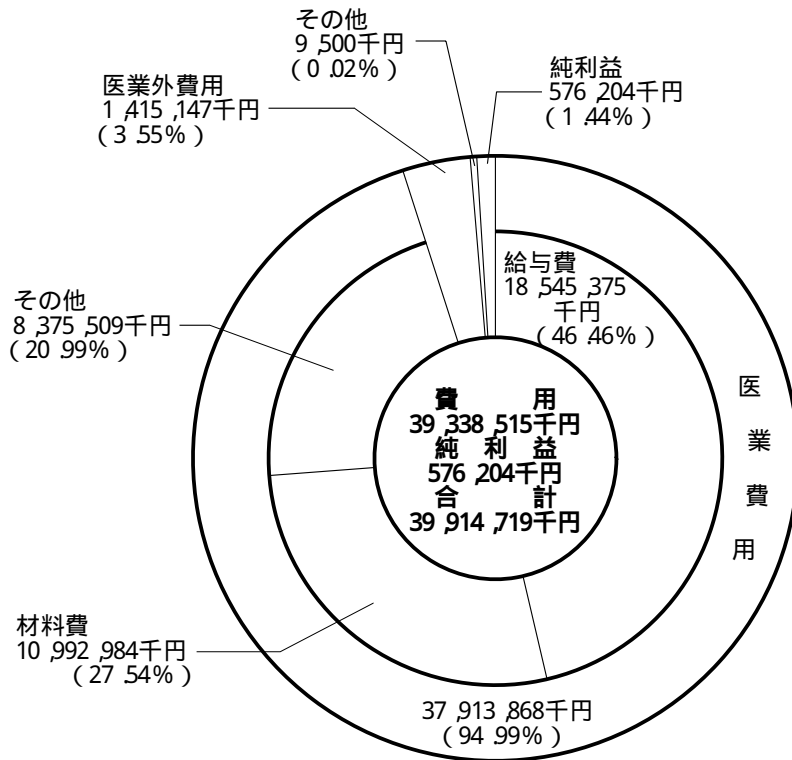 その他
9,500千円
(0.02%)
医業外費用
1,415,147千円
(3.55%)
純利益
576,204千円
(1.44%)
給与費
18,545,375
千円
(46.46%)
その他
8,375,509千円
(20.99%)
費用
39,338,515千円
純利益
576,204千円
合計
39,914,719千円
医業費用
材料費
10,992,984千円
(27.54%)
37,913,868千円
(94.99%)